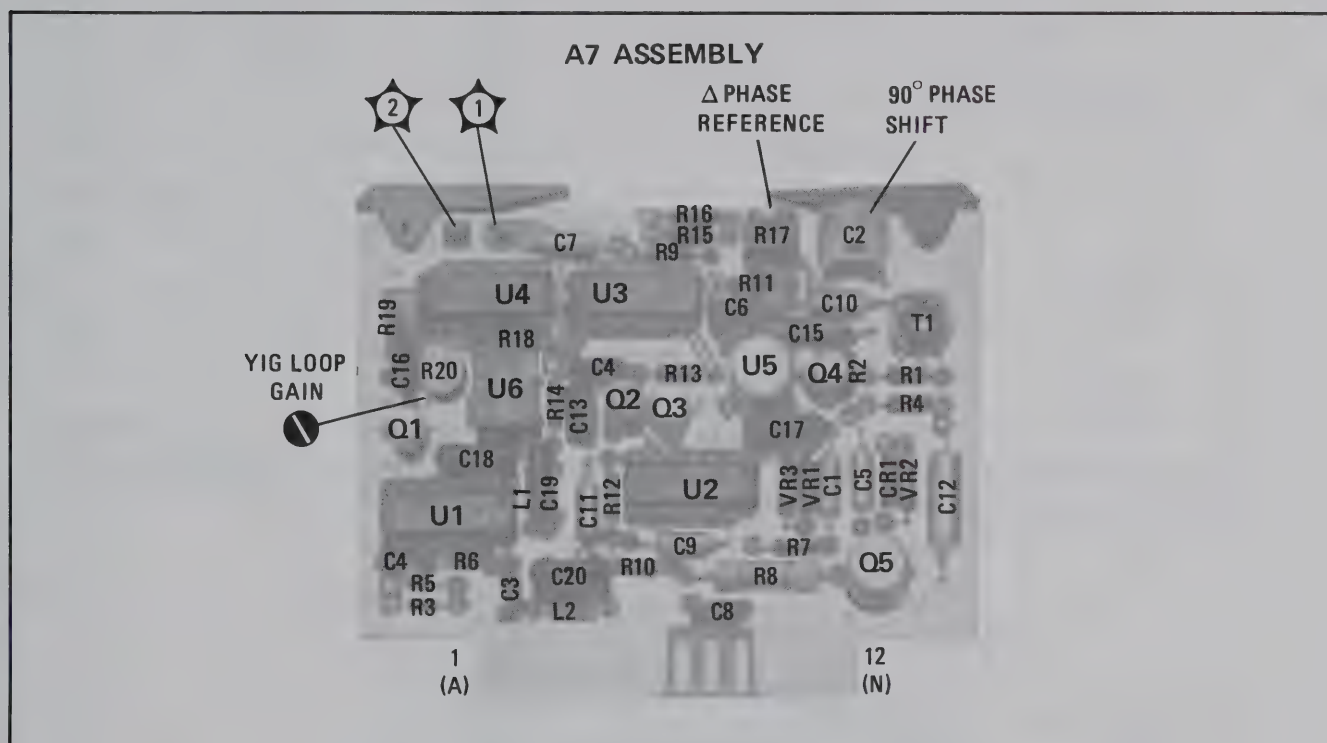 A7 ASSEMBLY
2 1 Δ PHASE REFERENCE 90° PHASE SHIFT
R16
R15 R17 C2
C7 R9
R11
U4 U3 C6 C10
R19 R18 C15 T1
YIG LOOP GAIN
C16 R20 U6 C4 R13 U5 Q4 R2 R1
R14 C13 Q2 Q3 R4
Q1 C17
C18
L1 C19 C11 R12 U2 VR3 VR1 C1 C5 CR1 VR2 C12
U1
C4 R6 C9 R7
R5 C3 C20 R10 R8 Q5
R3 L2 C8
1 12
(A) (N)